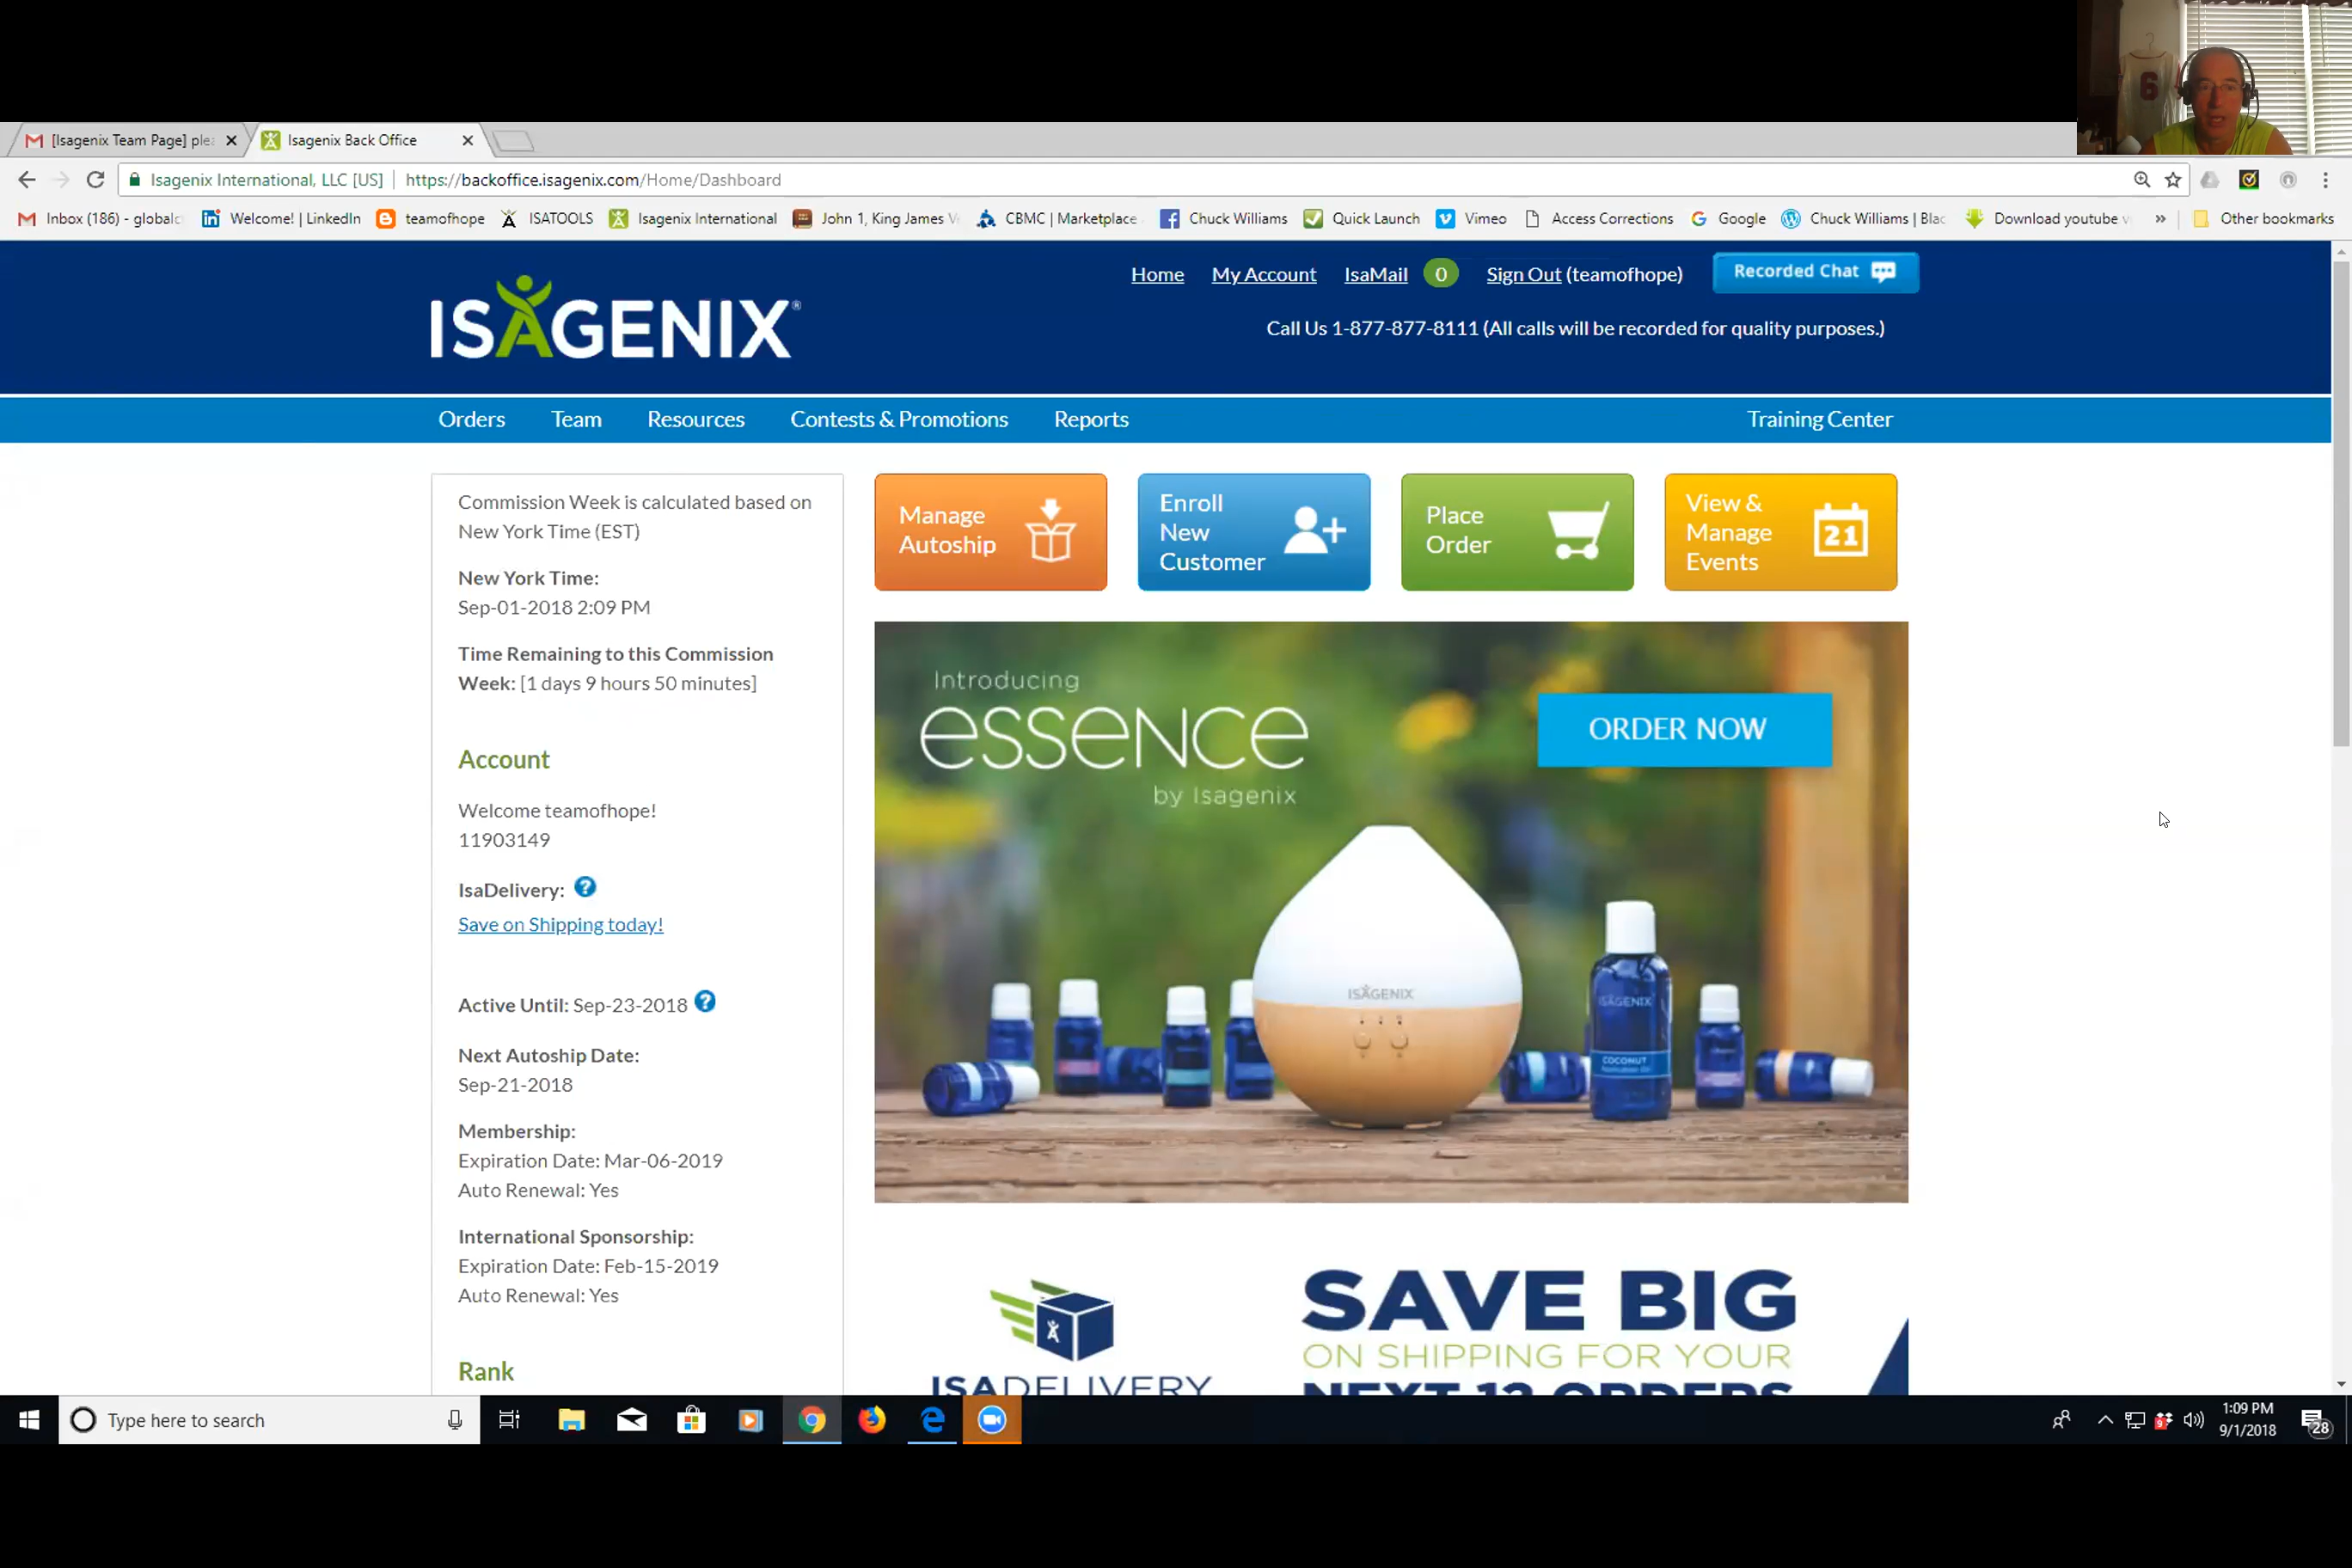 [Isagenix Team Page] ple
Isagenix Back Office
Isagenix International, LLC [US]
https://backoffice.isagenix.com/Home/Dashboard
Inbox (186) - globalc
Welcome! | LinkedIn
teamofhope
ISATOOLS
Isagenix International
John 1, King James V
CBMC | Marketplace
Chuck Williams
Quick Launch
Vimeo
Access Corrections
Google
Chuck Williams | Blac
Download youtube v
»
Other bookmarks
6
ISAGENIX®
Home My Account IsaMail 0 Sign Out (teamofhope)
Recorded Chat
Call Us 1-877-877-8111 (All calls will be recorded for quality purposes.)
Orders Team Resources Contests & Promotions Reports Training Center
Commission Week is calculated based on
New York Time (EST)
New York Time:
Sep-01-2018 2:09 PM
Time Remaining to this Commission
Week: [1 days 9 hours 50 minutes]
Account
Welcome teamofhope!
11903149
IsaDelivery: ?
Save on Shipping today!
Active Until: Sep-23-2018 ?
Next Autoship Date:
Sep-21-2018
Membership:
Expiration Date: Mar-06-2019
Auto Renewal: Yes
International Sponsorship:
Expiration Date: Feb-15-2019
Auto Renewal: Yes
Rank
Manage
Autoship
Enroll
New
Customer
Place
Order
View &
Manage
Events
21
Introducing
essence
by Isagenix
ORDER NOW
ISAGENIX
ISAGENIX
COCONUT
ISADELIVERY
SAVE BIG
ON SHIPPING FOR YOUR
NEXT 12 ORDERS
Type here to search
1:09 PM
9/1/2018
28